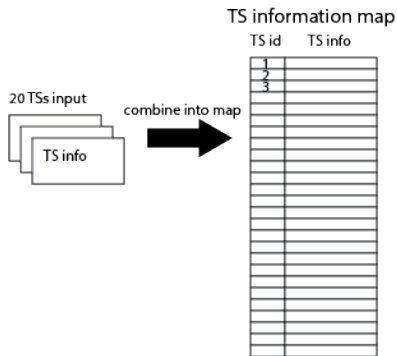 TS information map
TS id TS info
1
2
3
20 TSs input
combine into map
TS info